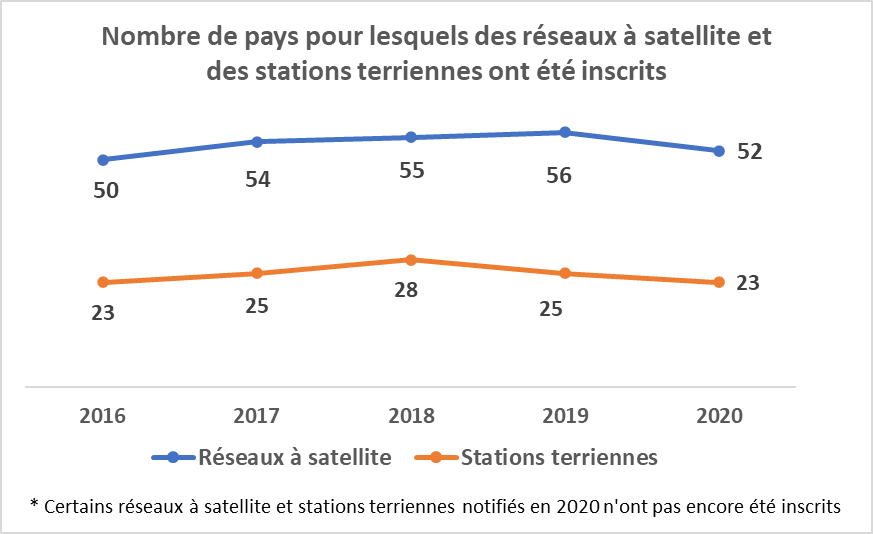 Nombre de pays pour lesquels des réseaux à satellite et
des stations terriennes ont été inscrits
50
54
55
56
52
23
25
28
25
23
2016 2017 2018 2019 2020
Réseaux à satellite Stations terriennes
* Certains réseaux à satellite et stations terriennes notifiés en 2020 n'ont pas encore été inscrits